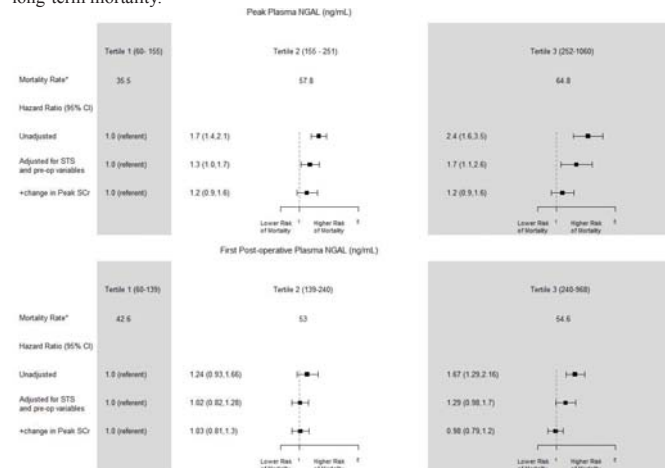 long-term mortality.
Peak Plasma NGAL (ng/mL)
Tertile 1 (60- 155) Tertile 2 (155 - 251) Tertile 3 (252-1060)
Mortality Rate* 35.5 57.8 64.8
Hazard Ratio (95% CI)
Unadjusted 1.0 (referent) 1.7 (1.4,2.1) 2.4 (1.6,3.5)
Adjusted for STS
and pre-op variables 1.0 (referent) 1.3 (1.0,1.7) 1.7 (1.1,2.6)
+change in Peak SCr 1.0 (referent) 1.2 (0.9,1.6) 1.2 (0.9,1.6)
Lower Risk 1 Higher Risk 2 Lower Risk 1 Higher Risk 2
of Mortality of Mortality of Mortality of Mortality
First Post-operative Plasma NGAL (ng/mL)
Tertile 1 (60-139) Tertile 2 (139-240) Tertile 3 (240-968)
Mortality Rate* 42.6 53 54.6
Hazard Ratio (95% CI)
Unadjusted 1.0 (referent) 1.24 (0.93,1.66) 1.67 (1.29,2.16)
Adjusted for STS
and pre-op variables 1.0 (referent) 1.02 (0.82,1.28) 1.29 (0.98,1.7)
+change in Peak SCr 1.0 (referent) 1.03 (0.81,1.3) 0.98 (0.79,1.2)
Lower Risk 1 Higher Risk 2 Lower Risk 1 Higher Risk 2